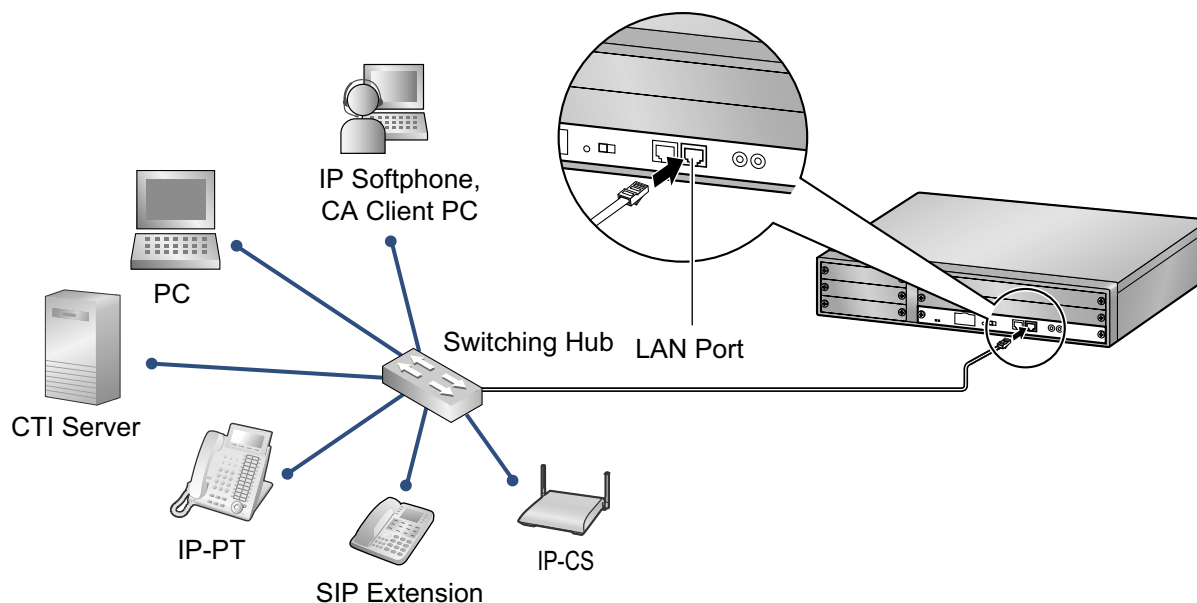 IP Softphone,
CA Client PC
PC
Switching Hub
LAN Port
CTI Server
IP-PT
SIP Extension
IP-CS